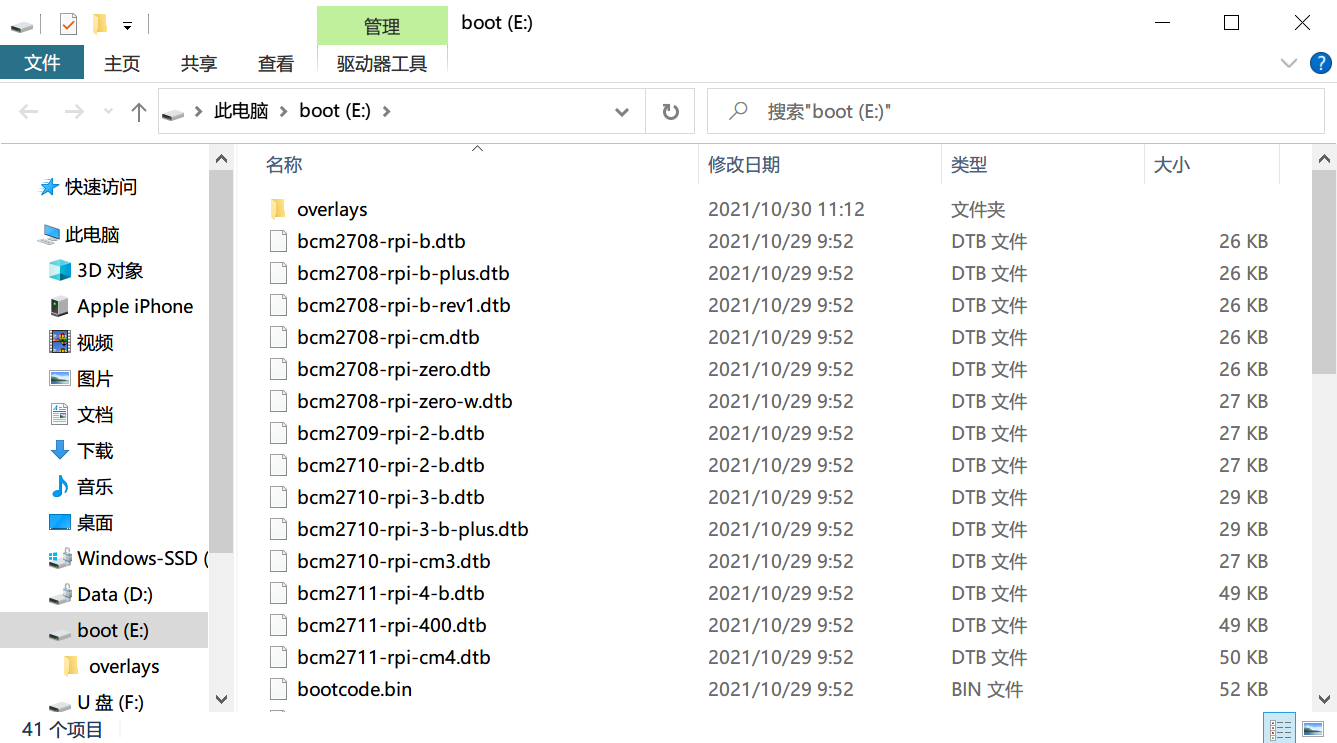 管理 boot (E:)
文件 主页 共享 查看 驱动器工具
此电脑 boot (E:) 搜索"boot (E:)"
名称 修改日期 类型 大小
快速访问
此电脑
3D 对象
Apple iPhone
视频
图片
文档
下载
音乐
桌面
Windows-SSD (
Data (D:)
boot (E:)
overlays
U 盘 (F:)
overlays 2021/10/30 11:12 文件夹
bcm2708-rpi-b.dtb 2021/10/29 9:52 DTB 文件 26 KB
bcm2708-rpi-b-plus.dtb 2021/10/29 9:52 DTB 文件 26 KB
bcm2708-rpi-b-rev1.dtb 2021/10/29 9:52 DTB 文件 26 KB
bcm2708-rpi-cm.dtb 2021/10/29 9:52 DTB 文件 26 KB
bcm2708-rpi-zero.dtb 2021/10/29 9:52 DTB 文件 26 KB
bcm2708-rpi-zero-w.dtb 2021/10/29 9:52 DTB 文件 27 KB
bcm2709-rpi-2-b.dtb 2021/10/29 9:52 DTB 文件 27 KB
bcm2710-rpi-2-b.dtb 2021/10/29 9:52 DTB 文件 27 KB
bcm2710-rpi-3-b.dtb 2021/10/29 9:52 DTB 文件 29 KB
bcm2710-rpi-3-b-plus.dtb 2021/10/29 9:52 DTB 文件 29 KB
bcm2710-rpi-cm3.dtb 2021/10/29 9:52 DTB 文件 27 KB
bcm2711-rpi-4-b.dtb 2021/10/29 9:52 DTB 文件 49 KB
bcm2711-rpi-400.dtb 2021/10/29 9:52 DTB 文件 49 KB
bcm2711-rpi-cm4.dtb 2021/10/29 9:52 DTB 文件 50 KB
bootcode.bin 2021/10/29 9:52 BIN 文件 52 KB
41 个项目